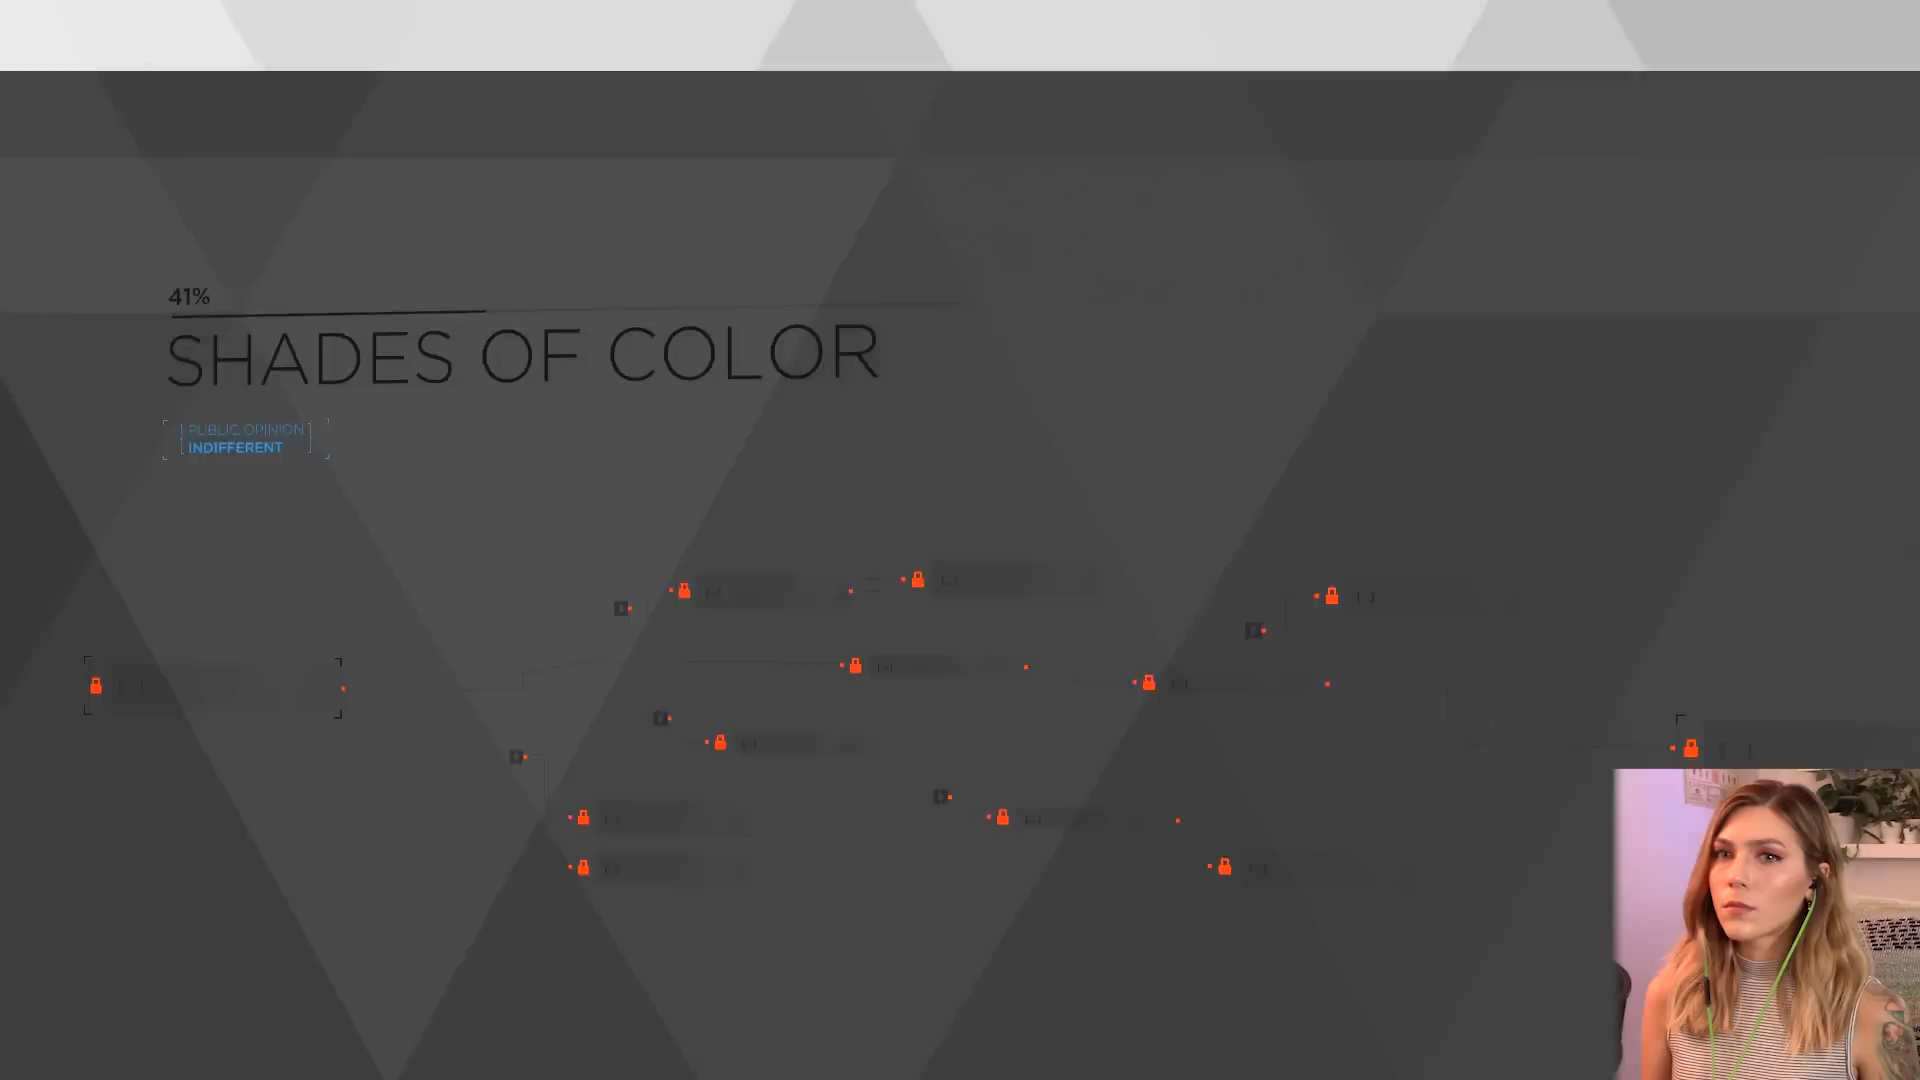 41%
SHADES OF COLOR
PUBLIC OPINION
INDIFFERENT